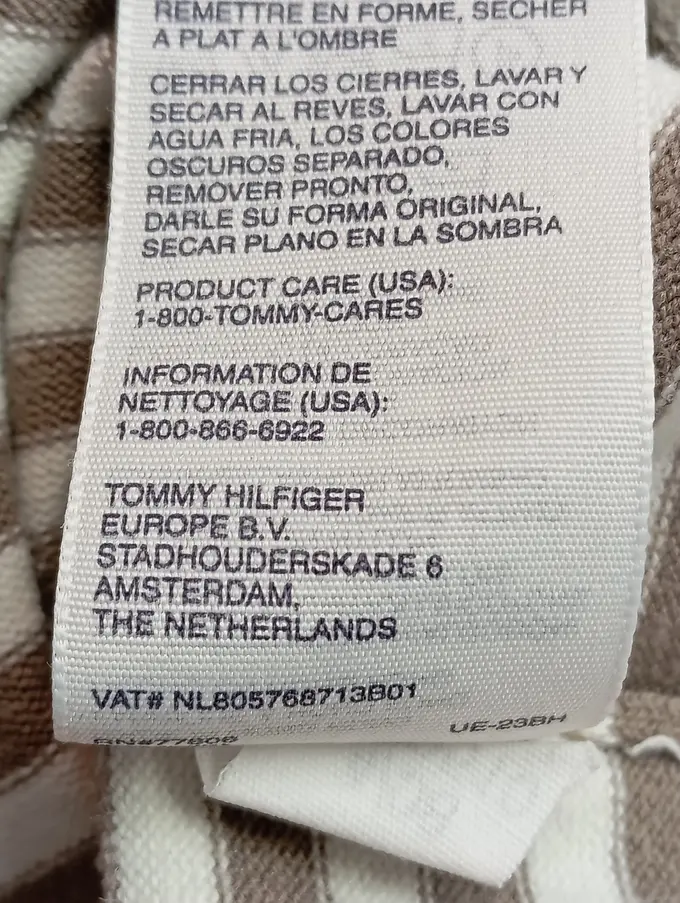 REMETTRE EN FORME, SECHER
A PLAT A L'OMBRE
CERRAR LOS CIERRES, LAVAR Y
SECAR AL REVES, LAVAR CON
AGUA FRIA, LOS COLORES
OSCUROS SEPARADO,
REMOVER PRONTO,
DARLE SU FORMA ORIGINAL,
SECAR PLANO EN LA SOMBRA
PRODUCT CARE (USA):
1-800-TOMMY-CARES
INFORMATION DE
NETTOYAGE (USA):
1-800-866-6922
TOMMY HILFIGER
EUROPE B.V.
STADHOUDERSKADE 6
AMSTERDAM,
THE NETHERLANDS
VAT# NL805768713B01
RN#77806
UE-23BH